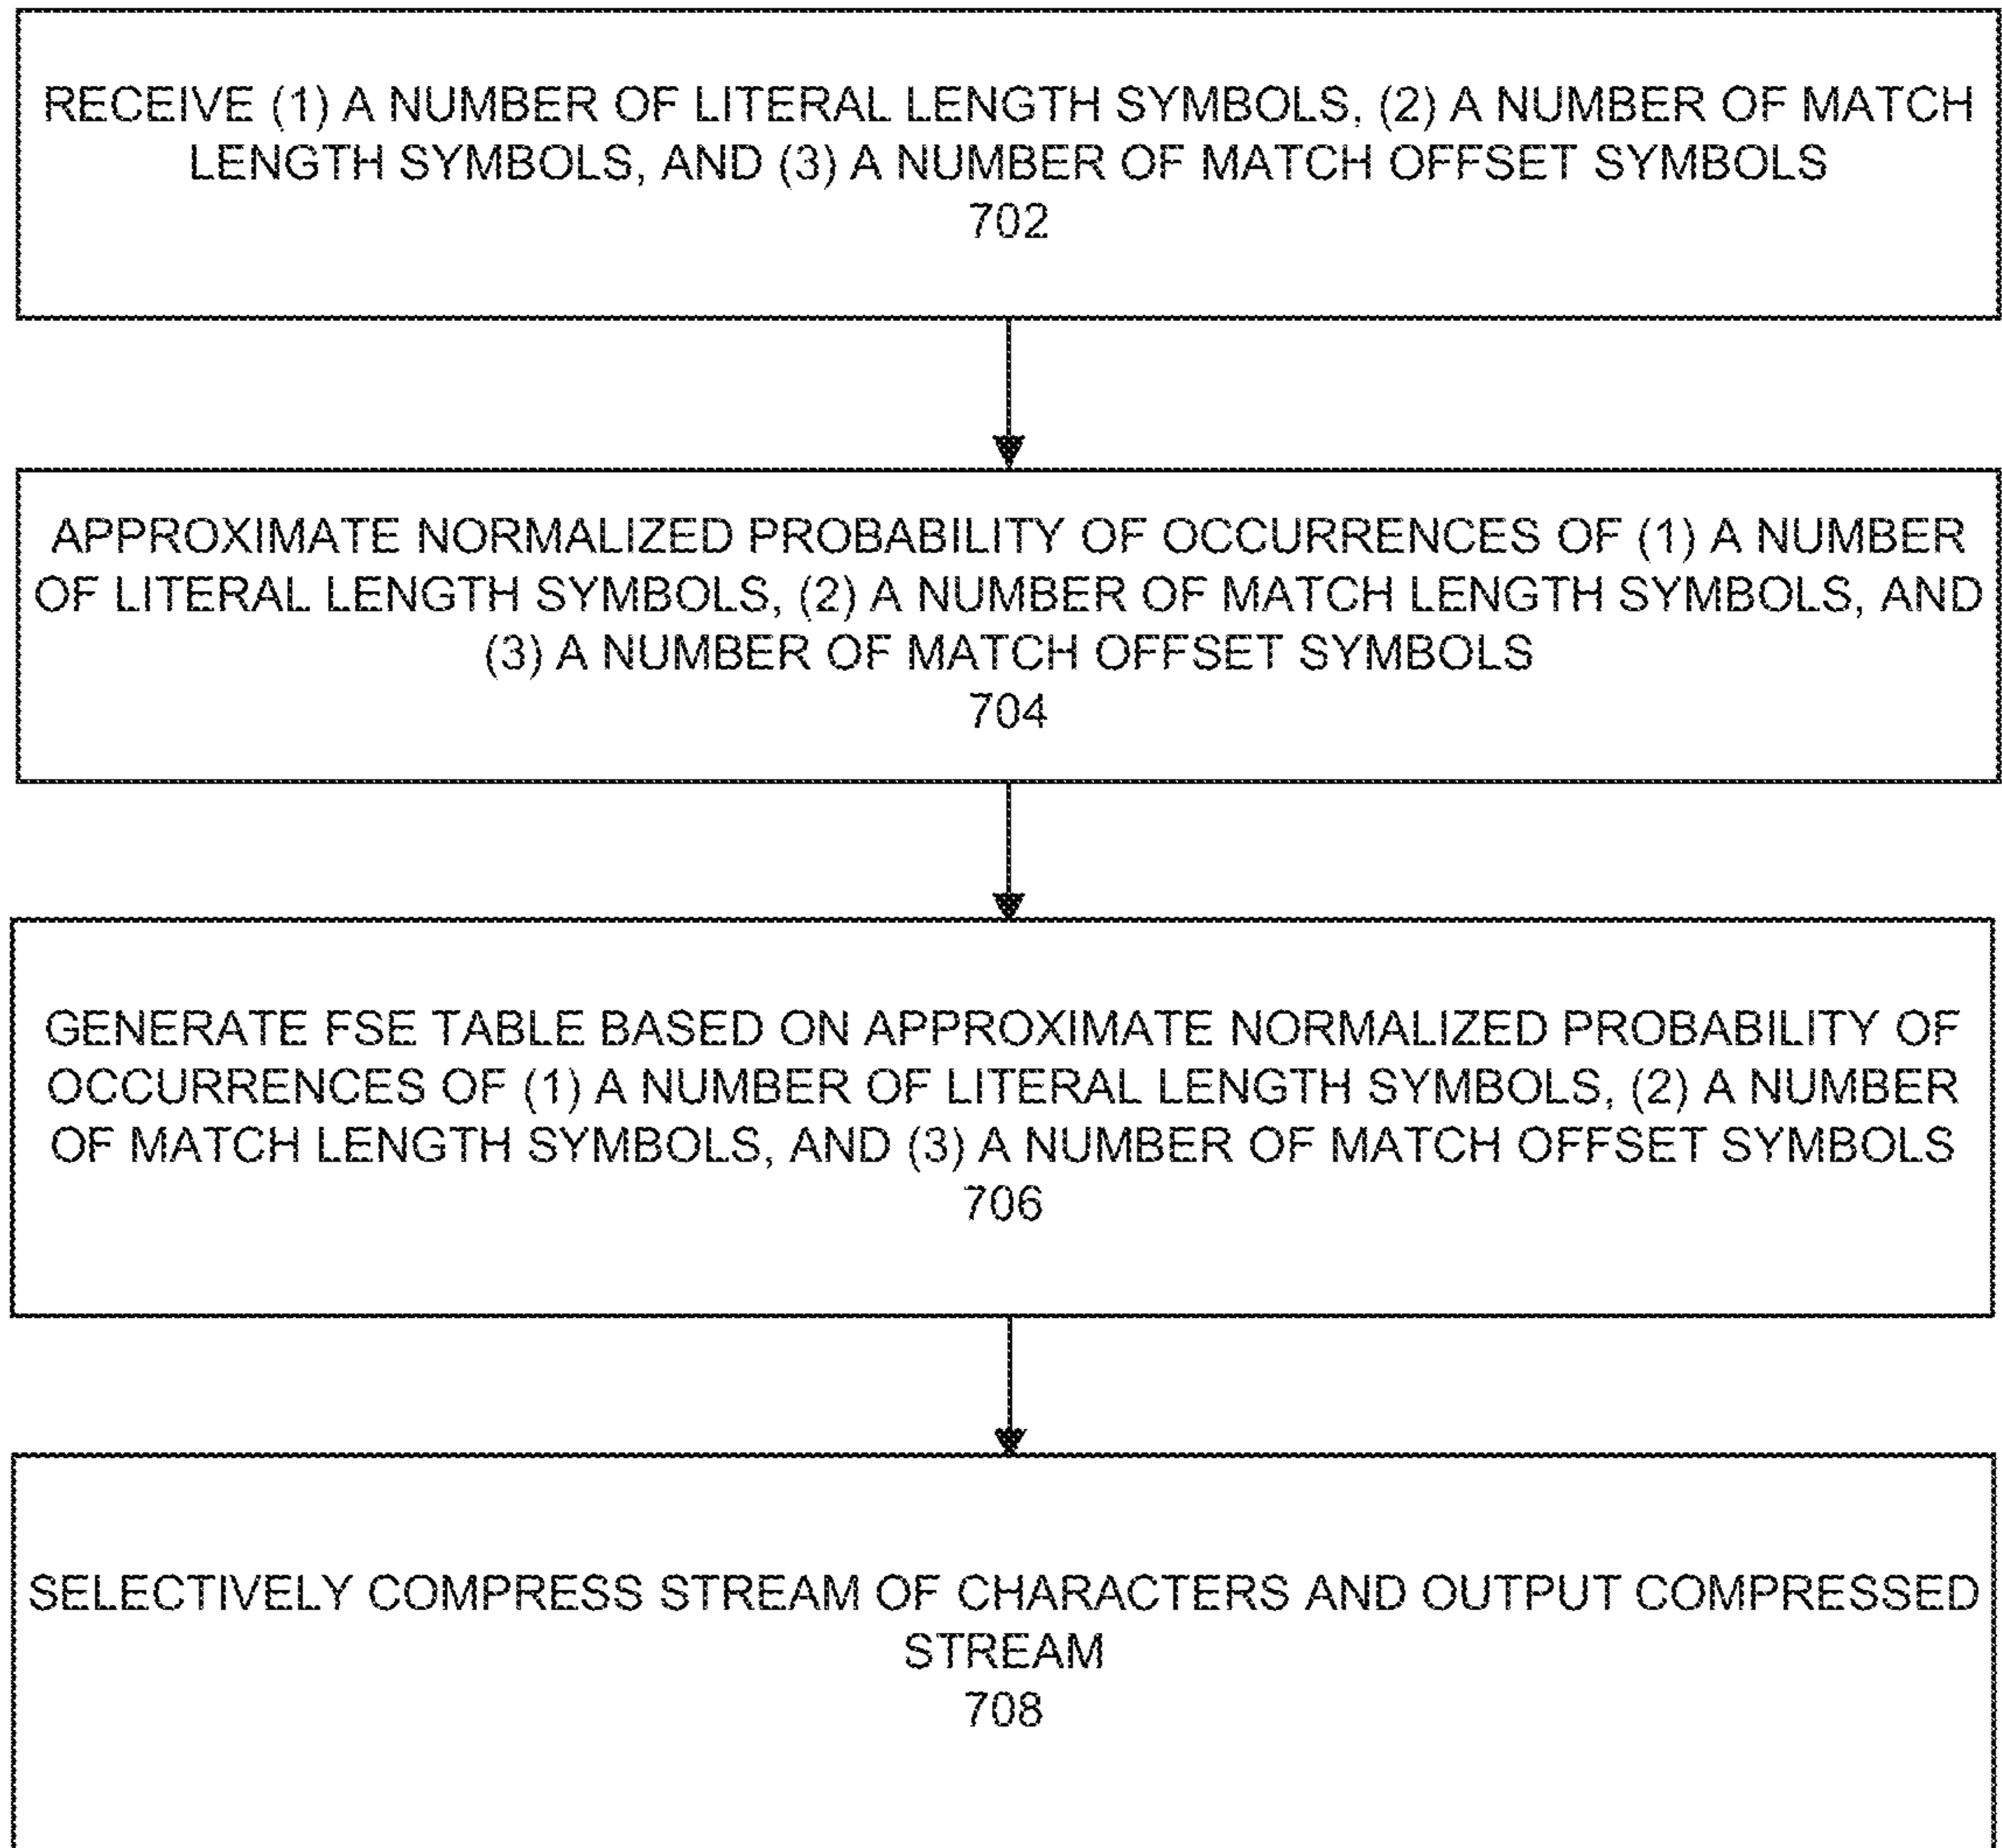 RECEIVE (1) A NUMBER OF LITERAL LENGTH SYMBOLS, (2) A NUMBER OF MATCH
LENGTH SYMBOLS, AND (3) A NUMBER OF MATCH OFFSET SYMBOLS
702
APPROXIMATE NORMALIZED PROBABILITY OF OCCURRENCES OF (1) A NUMBER
OF LITERAL LENGTH SYMBOLS, (2) A NUMBER OF MATCH LENGTH SYMBOLS, AND
(3) A NUMBER OF MATCH OFFSET SYMBOLS
704
GENERATE FSE TABLE BASED ON APPROXIMATE NORMALIZED PROBABILITY OF
OCCURRENCES OF (1) A NUMBER OF LITERAL LENGTH SYMBOLS, (2) A NUMBER
OF MATCH LENGTH SYMBOLS, AND (3) A NUMBER OF MATCH OFFSET SYMBOLS
706
SELECTIVELY COMPRESS STREAM OF CHARACTERS AND OUTPUT COMPRESSED
STREAM
708